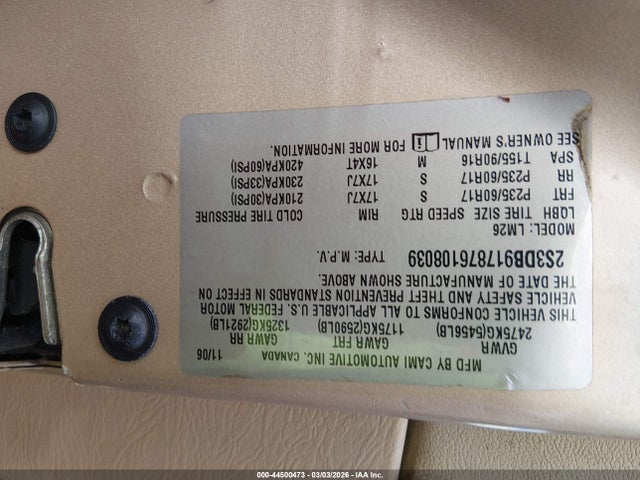 MFD BY CAMI AUTOMOTIVE INC. CANADA
11/06
GVWR GAWR FRT GAWR RR
2475KG(5456LB) 1175KG(2590LB) 1325KG(2921LB)
THIS VEHICLE CONFORMS TO ALL APPLICABLE U.S. FEDERAL MOTOR
VEHICLE SAFETY AND THEFT PREVENTION STANDARDS IN EFFECT ON
THE DATE OF MANUFACTURE SHOWN ABOVE.
2S3DB917876108039 TYPE: M.P.V.
MODEL: LM26
LQBH TIRE SIZE SPEED RTG RIM COLD TIRE PRESSURE
FRT P235/60R17 S 17X7J 210KPA(30PSI)
RR P235/60R17 S 17X7J 230KPA(33PSI)
SPA T155/90R16 M 16X4T 420KPA(60PSI)
SEE OWNER'S MANUAL FOR MORE INFORMATION.
000-44500473 - 03/03/2026 - IAA Inc.